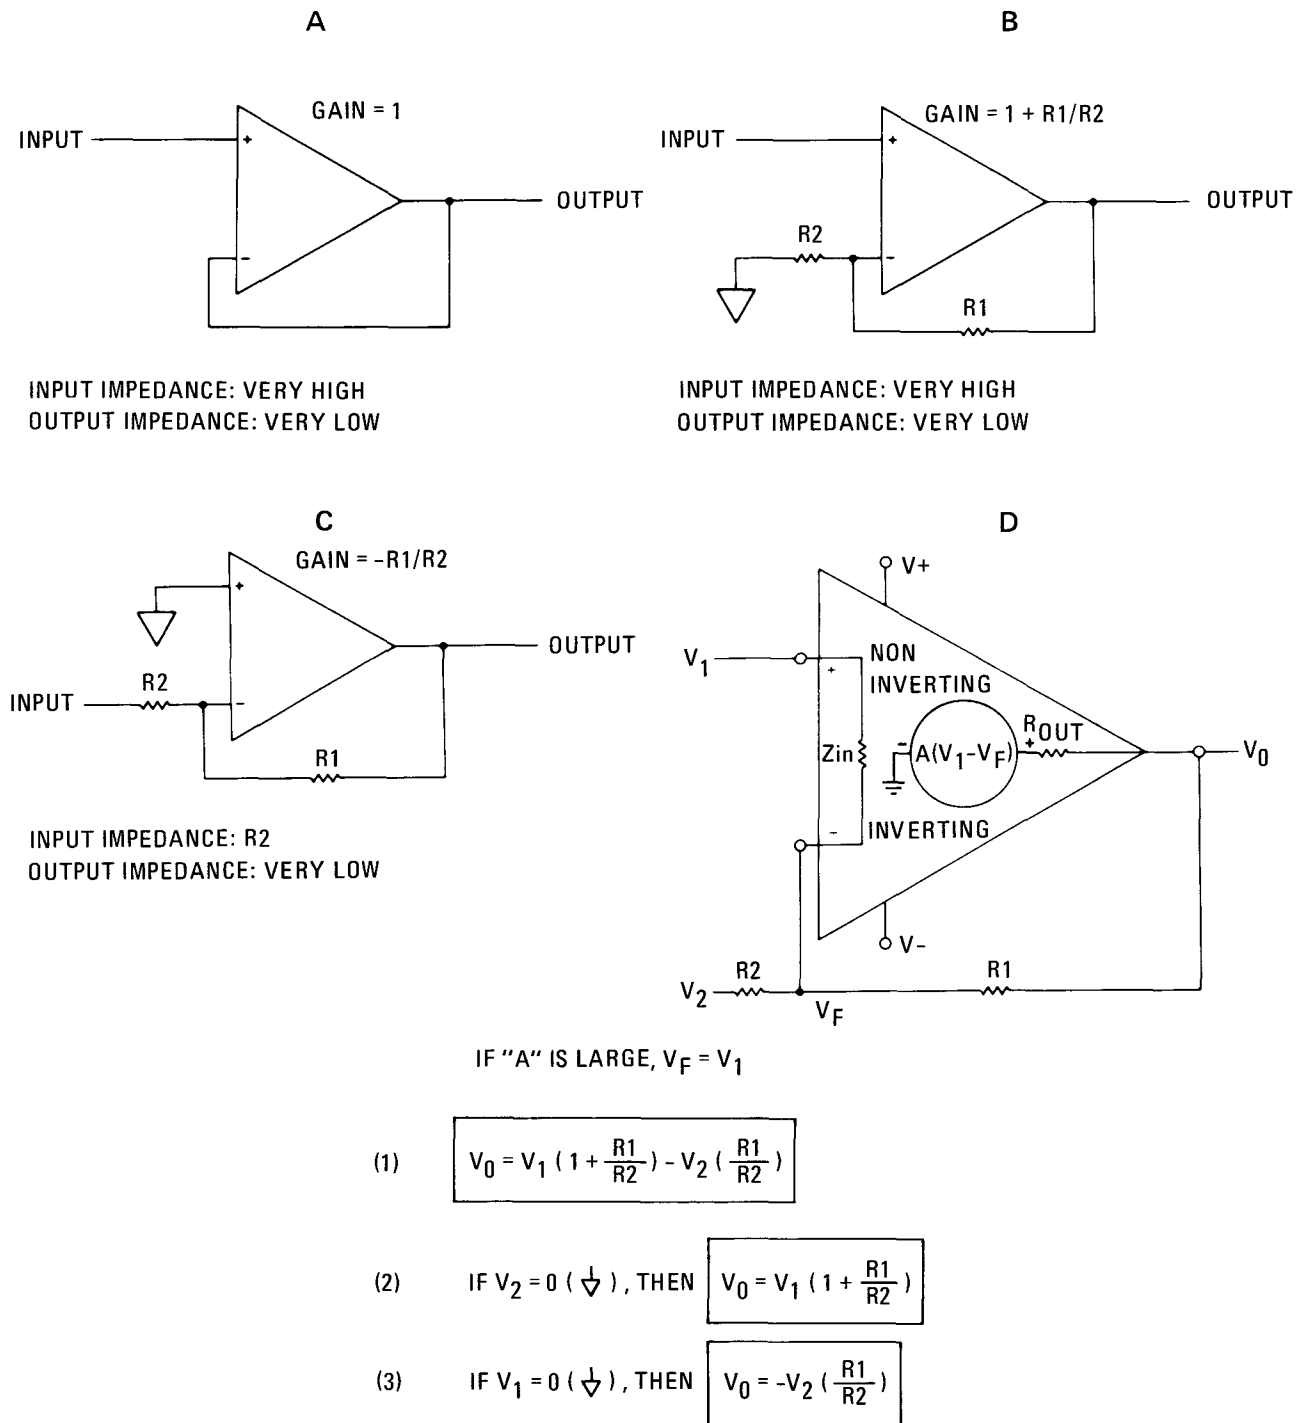 A
GAIN = 1
INPUT
+
OUTPUT
-
INPUT IMPEDANCE: VERY HIGH
OUTPUT IMPEDANCE: VERY LOW
B
GAIN = 1 + R1/R2
INPUT
+
OUTPUT
R2
-
R1
INPUT IMPEDANCE: VERY HIGH
OUTPUT IMPEDANCE: VERY LOW
C
GAIN = -R1/R2
+
OUTPUT
R2
INPUT
-
R1
INPUT IMPEDANCE: R2
OUTPUT IMPEDANCE: VERY LOW
D
V+
V1
+
NON
INVERTING
Zin
- A(V1-VF) +
ROUT
V0
-
INVERTING
V-
V2
R2
VF
R1
IF "A" IS LARGE, VF = V1
(1) V0 = V1 ( 1 + R1/R2 ) - V2 ( R1/R2 )
(2) IF V2 = 0 ( ), THEN V0 = V1 ( 1 + R1/R2 )
(3) IF V1 = 0 ( ), THEN V0 = -V2 ( R1/R2 )